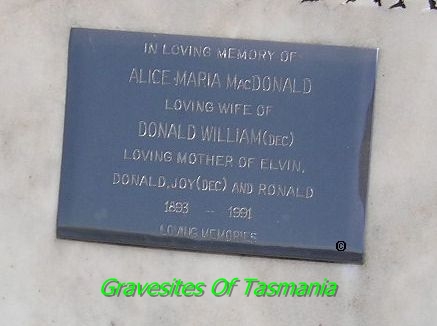 IN LOVING MEMORY OF
ALICE MARIA MACDONALD
LOVING WIFE OF
DONALD WILLIAM (DEC)
LOVING MOTHER OF ELVIN,
DONALD, JOY (DEC) AND RONALD
1893 -- 1991
LOVING MEMORIES
©
Gravesites Of Tasmania